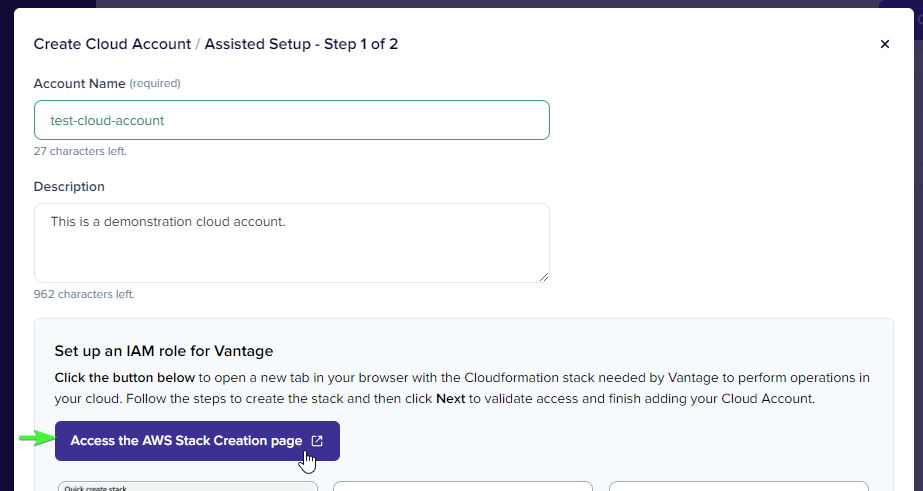 Create Cloud Account / Assisted Setup - Step 1 of 2
Account Name (required)
test-cloud-account
27 characters left.
Description
This is a demonstration cloud account.
962 characters left.
Set up an IAM role for Vantage
Click the button below to open a new tab in your browser with the Cloudformation stack needed by Vantage to perform operations in
your cloud. Follow the steps to create the stack and then click Next to validate access and finish adding your Cloud Account.
Access the AWS Stack Creation page
Quick create stack